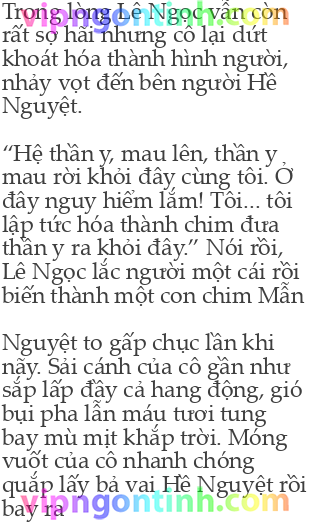 Trong lòng Lê Ngọc vẫn còn
rất sợ hãi nhưng cô lại dứt
khoát hóa thành hình người,
nhảy vọt đến bên người Hề
Nguyệt.
“Hệ thần y, mau lên, thần y
mau rời khỏi đây cùng tôi. Ở
đây nguy hiểm lắm! Tôi... tôi
lập tức hóa thành chim đưa
thần y ra khỏi đây.” Nói rồi,
Lê Ngọc lắc người một cái rồi
biến thành một con chim Mẫn
Nguyệt to gấp chục lần khi
nãy. Sải cánh của cô gần như
sắp lấp đầy cả hang động, gió
bụi pha lẫn máu tươi tung
bay mù mịt khắp trời. Móng
vuốt của cô nhanh chóng
quắp lấy bả vai Hề Nguyệt rồi
bay ra
vipngontinh.com
vipngontinh.com
vipngontinh.com